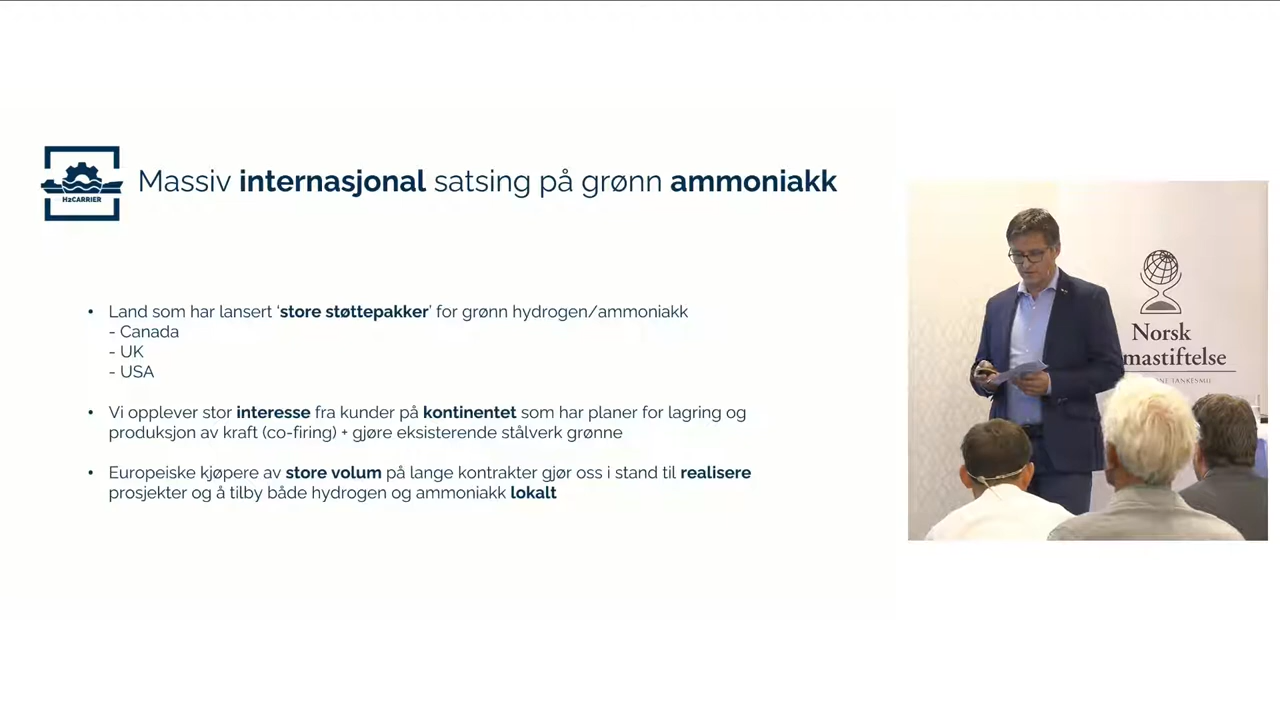 H2CARRIER
Massiv internasjonal satsing på grønn ammoniakk
• Land som har lansert ‘store støttepakker’ for grønn hydrogen/ammoniakk
- Canada
- UK
- USA
• Vi opplever stor interesse fra kunder på kontinentet som har planer for lagring og
produksjon av kraft (co-firing) + gjøre eksisterende stålverk grønne
• Europeiske kjøpere av store volum på lange kontrakter gjør oss i stand til realisere
prosjekter og å tilby både hydrogen og ammoniakk lokalt
Norsk
mastiftelse